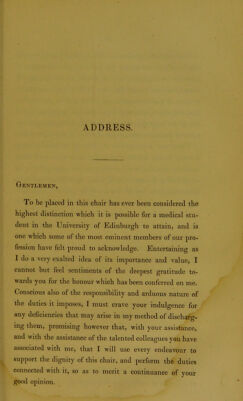 ADDRESS.
GENTLEMEN,
To be placed in this chair has ever been considered the
highest distinction which it is possible for a medical stu-
dent in the University of Edinburgh to attain, and is
one which some of the most eminent members of our pro-
fession have felt proud to acknowledge. Entertaining as
I do a very exalted idea of its importance and value, I
cannot but feel sentiments of the deepest gratitude to-
wards you for the honour which has been conferred on me.
Conscious also of the responsibility and arduous nature of
the duties it imposes, I must crave your indulgence for
any deficiencies that may arise in my method of discharg-
ing them, promising however that, with your assistance,
and with the assistance of the talented colleagues you have
associated with me, that I will use every endeavour to
support the dignity of this chair, and perform the duties
connected with it, so as to merit a continuance of your
good opinion.